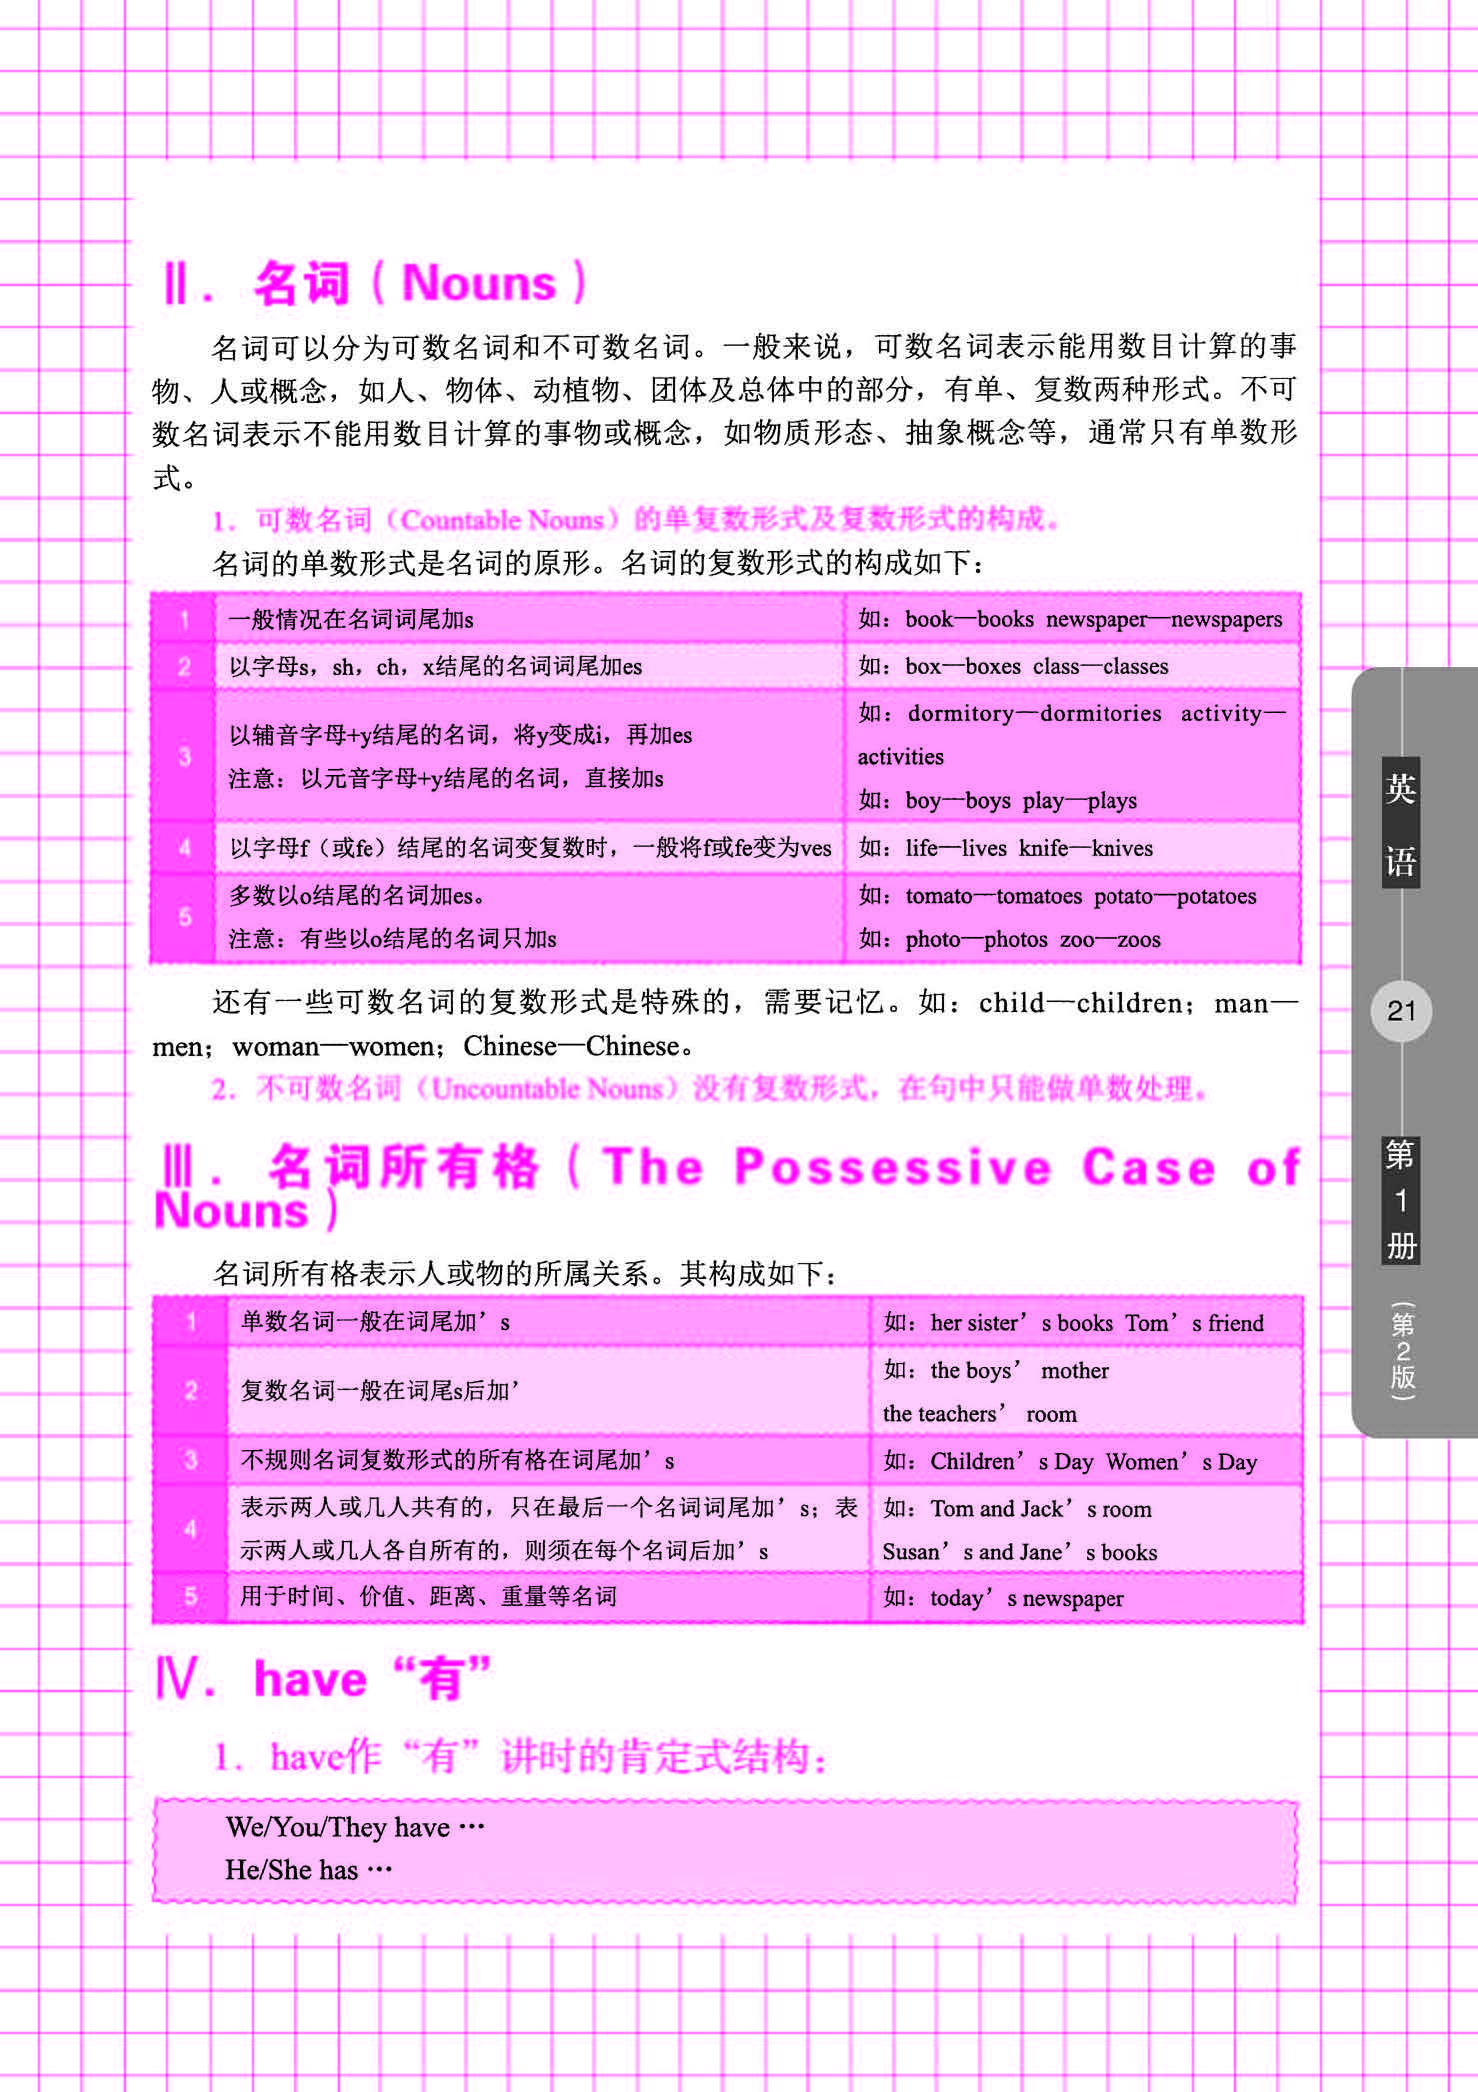 Ⅱ. 名词（Nouns）
名词可以分为可数名词和不可数名词。一般来说，可数名词表示能用数目计算的事
物、人或概念，如人、物体、动植物、团体及总体中的部分，有单、复数两种形式。不可
数名词表示不能用数目计算的事物或概念，如物质形态、抽象概念等，通常只有单数形
式。
1. 可数名词（Countable Nouns）的单复数形式及复数形式的构成。
名词的单数形式是名词的原形。名词的复数形式的构成如下：
1 一般情况在名词词尾加s 如：book—books newspaper—newspapers
2 以字母s，sh，ch，x结尾的名词词尾加es 如：box—boxes class—classes
3 以辅音字母+y结尾的名词，将y变成i，再加es
注意：以元音字母+y结尾的名词，直接加s
如：dormitory—dormitories activity—
activities
如：boy—boys play—plays
4 以字母f（或fe）结尾的名词变复数时，一般将f或fe变为ves 如：life—lives knife—knives
5 多数以o结尾的名词加es。 如：tomato—tomatoes potato—potatoes
注意：有些以o结尾的名词只加s 如：photo—photos zoo—zoos
还有一些可数名词的复数形式是特殊的，需要记忆。如：child—children；man—
men；woman—women；Chinese—Chinese。
2. 不可数名词（Uncountable Nouns）没有复数形式，在句中只能做单数处理。
Ⅲ. 名词所有格（The Possessive Case of
Nouns）
名词所有格表示人或物的所属关系。其构成如下：
1 单数名词一般在词尾加’s 如：her sister’s books Tom’s friend
2 复数名词一般在词尾s后加’
如：the boys’ mother
the teachers’ room
3 不规则名词复数形式的所有格在词尾加’s 如：Children’s Day Women’s Day
4 表示两人或几人共有的，只在最后一个名词词尾加’s；表 如：Tom and Jack’s room
示两人或几人各自所有的，则须在每个名词后加’s Susan’s and Jane’s books
5 用于时间、价值、距离、重量等名词 如：today’s newspaper
Ⅳ. have“有”
1. have作“有”讲时的肯定式结构：
We/You/They have …
He/She has …
英语
21
第1册
（第2版）